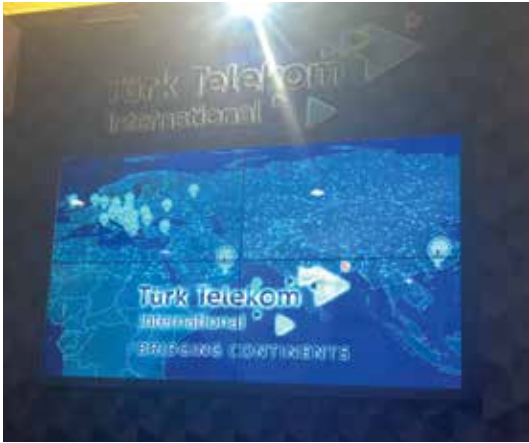 Türk Telekom
International
Türk Telekom
International
BRIDGING CONTINENTS